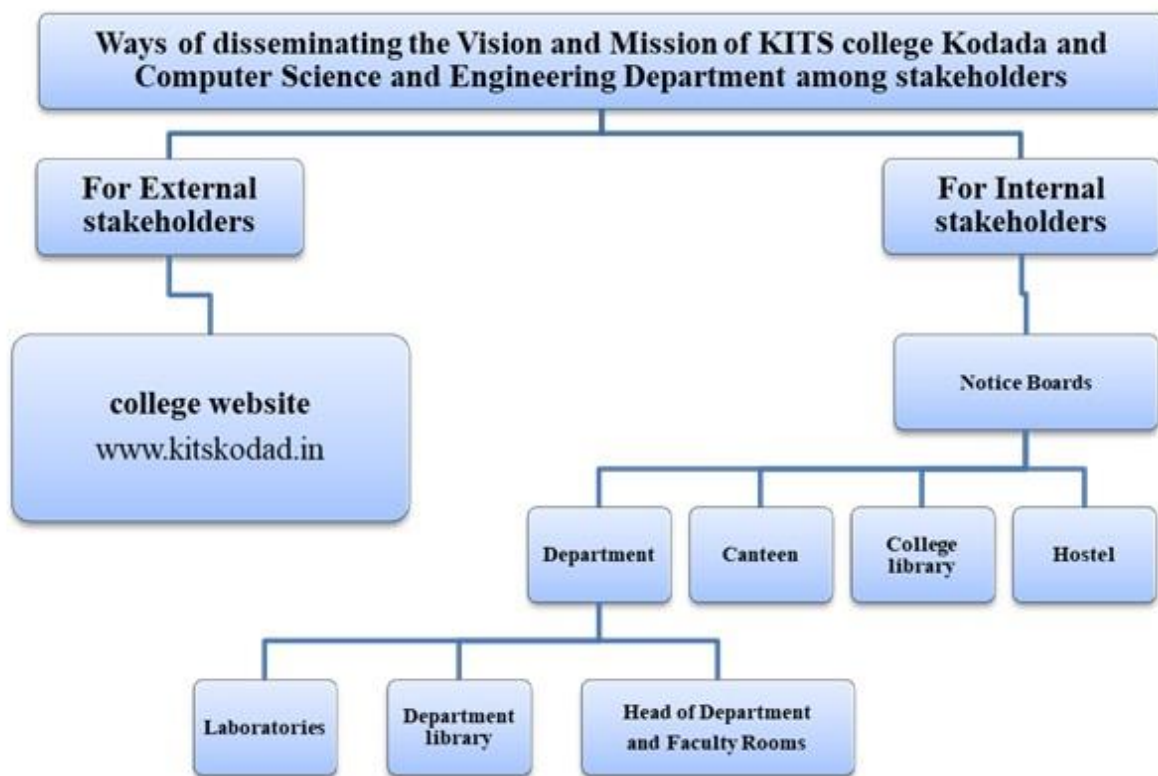 Ways of disseminating the Vision and Mission of KITS college Kodada and
Computer Science and Engineering Department among stakeholders
For External
stakeholders
For Internal
stakeholders
college website
www.kitskodad.in
Notice Boards
Department
Canteen
College
library
Hostel
Laboratories
Department
library
Head of Department
and Faculty Rooms